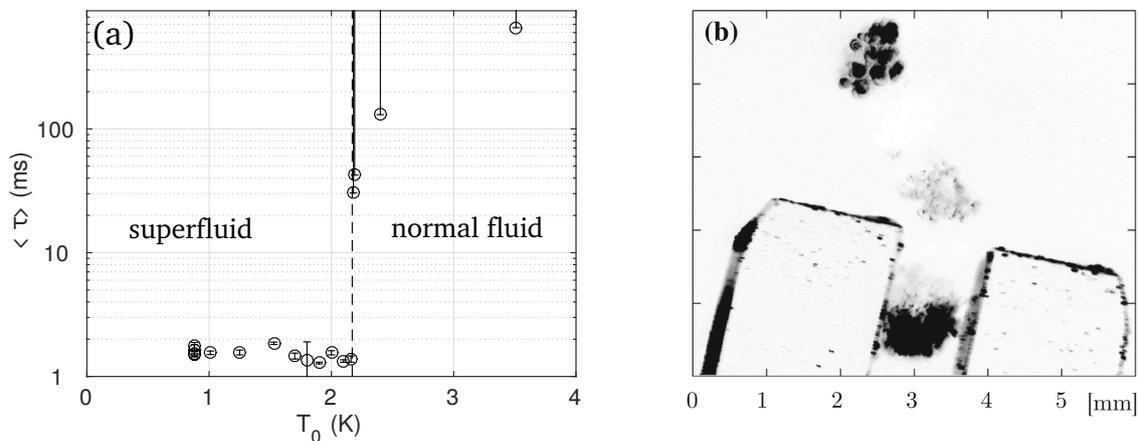 (a)
100
10
1
< τ> (ms)
superfluid
normal fluid
0 1 2 3 4
T0 (K)
(b)
0 1 2 3 4 5 [mm]